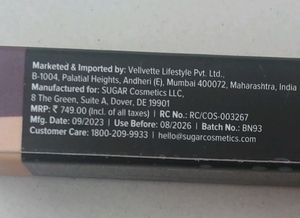 Marketed & Imported by: Vellvette Lifestyle Pvt. Ltd.,
B-1004, Palatial Heights, Andheri (E), Mumbai 400072, Maharashtra, India
Manufactured for: SUGAR Cosmetics LLC,
8 The Green, Suite A, Dover, DE 19901
MRP: ₹ 749.00 (Incl. of all taxes) | RC No.: RC/COS-003267
Mfg. Date: 09/2023 | Use Before: 08/2026 | Batch No.: BN93
Customer Care: 1800-209-9933 | hello@sugarcosmetics.com